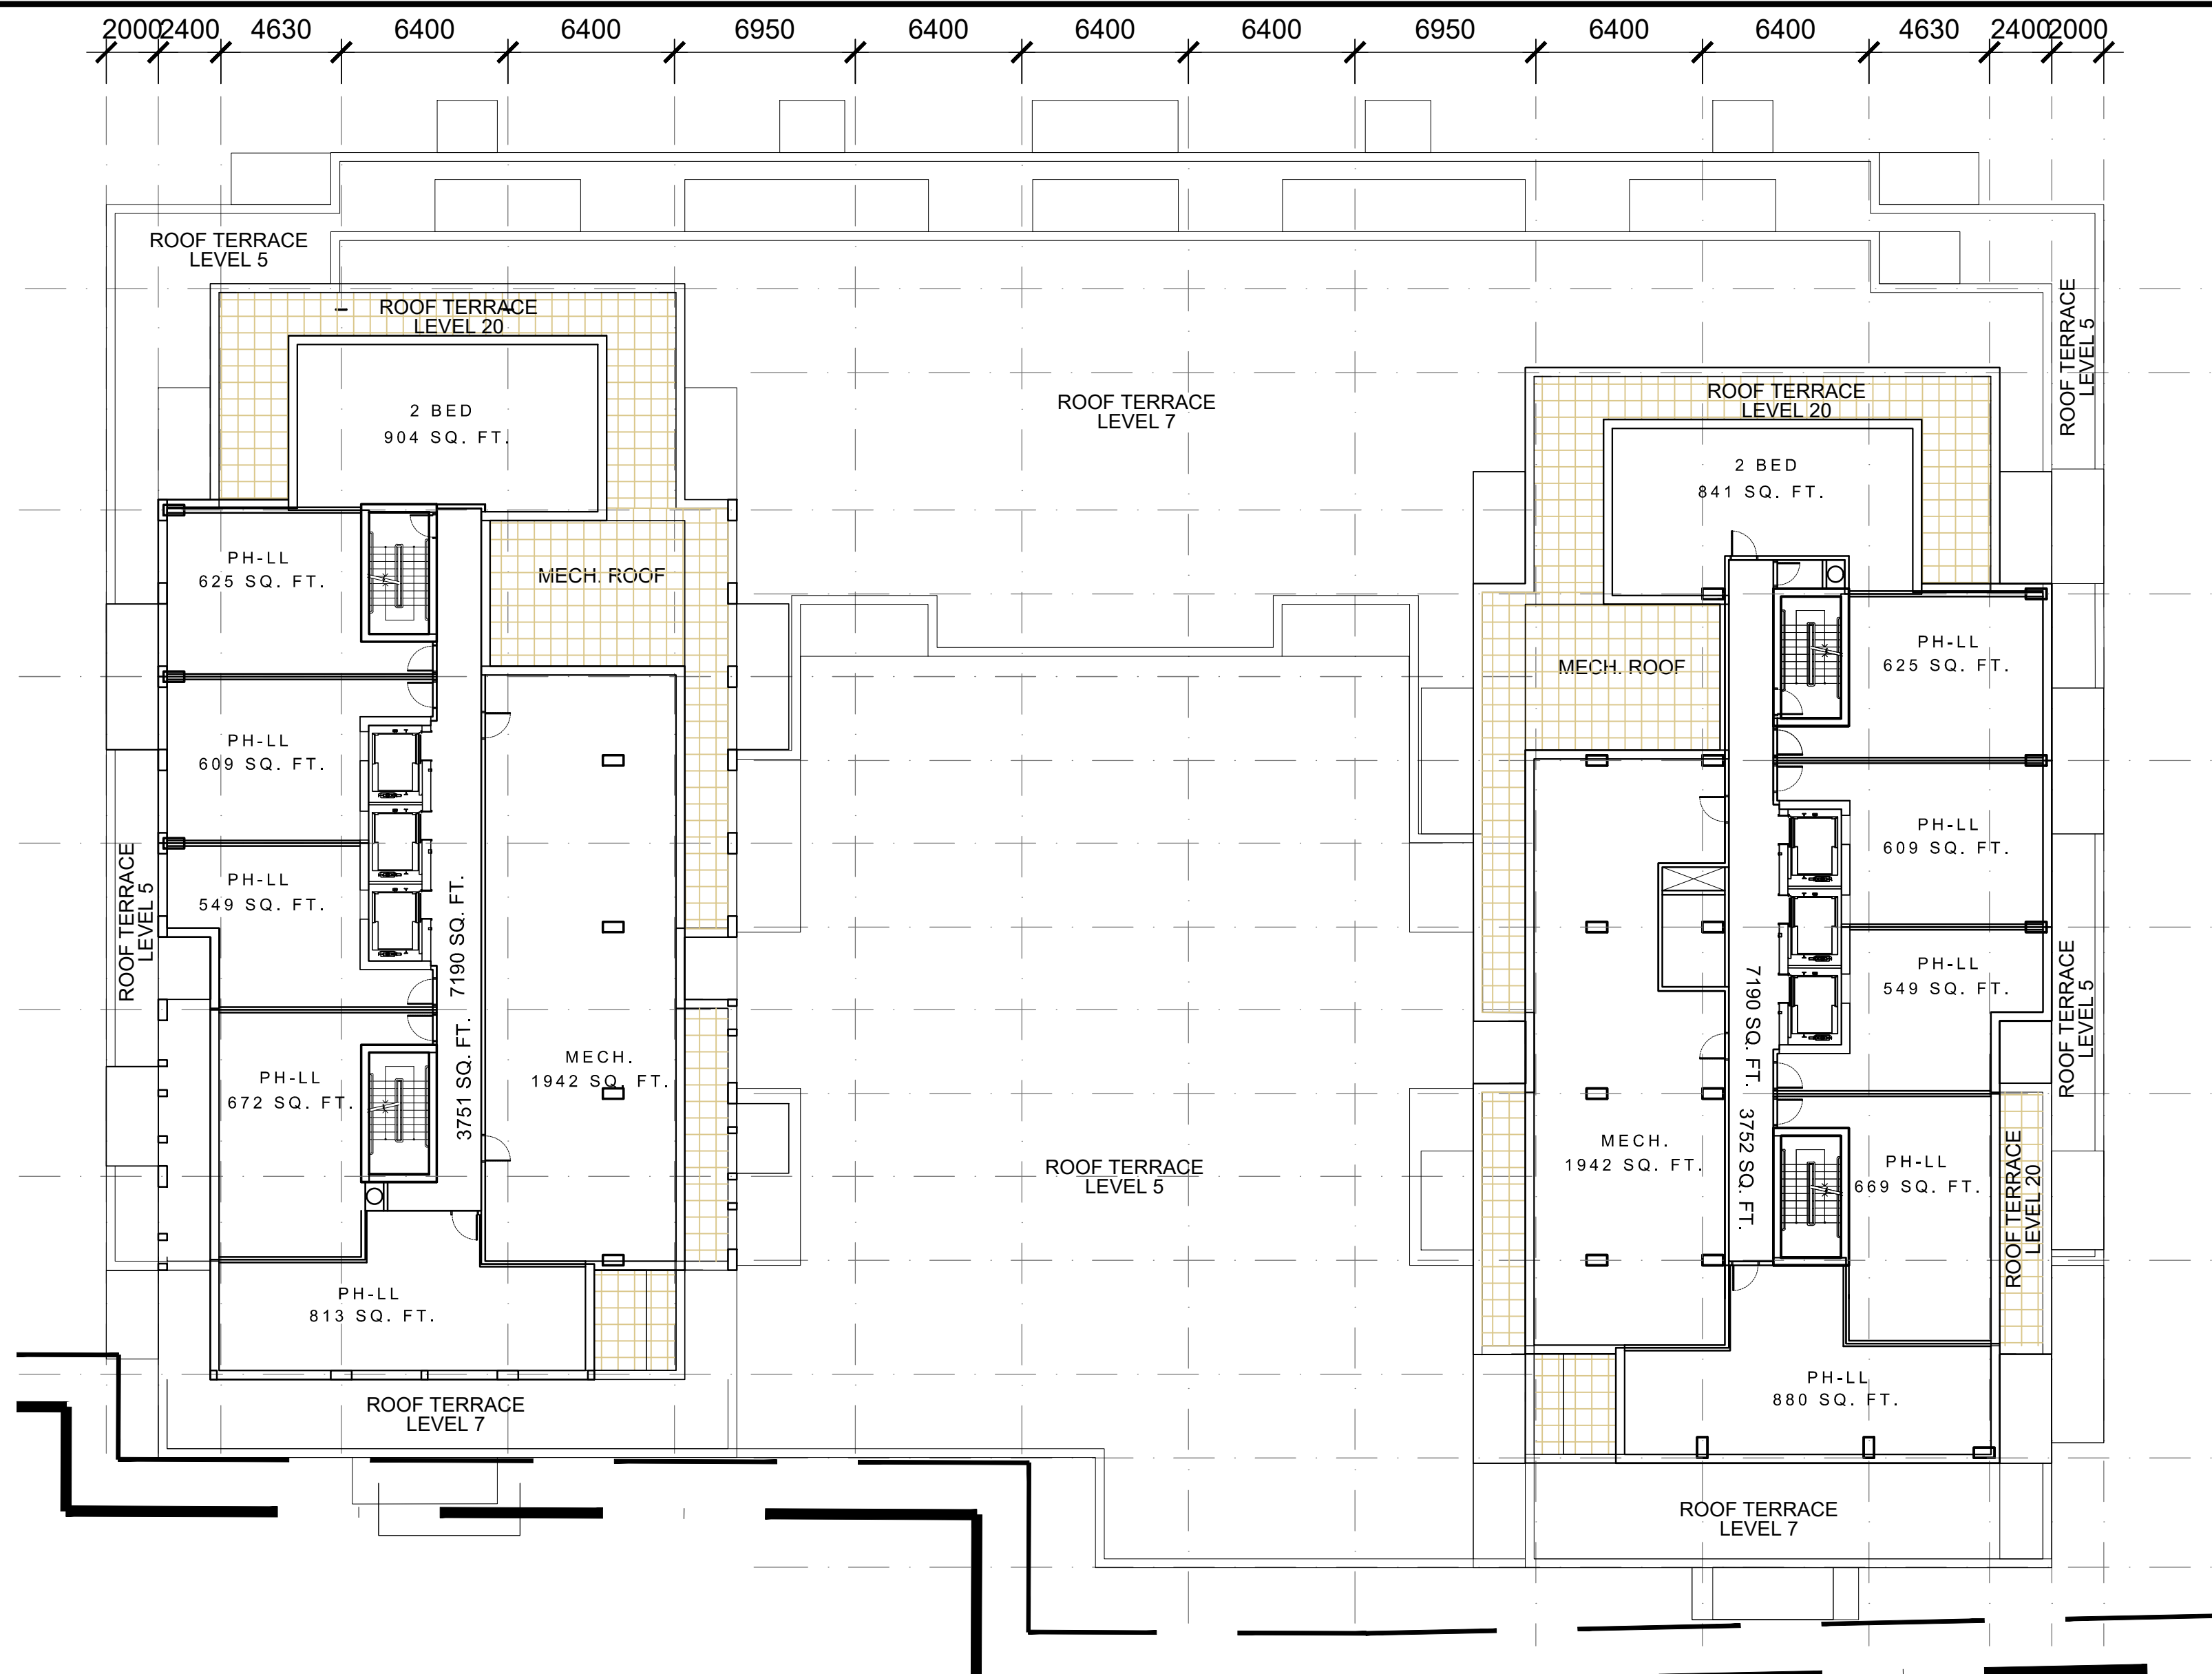 2000 2400 4630 6400 6400 6950 6400 6400 6400 6950 6400 6400 4630 2400 2000
ROOF TERRACE
LEVEL 5
ROOF TERRACE
LEVEL 20
2 BED
904 SQ. FT.
ROOF TERRACE
LEVEL 7
ROOF TERRACE
LEVEL 20
2 BED
841 SQ. FT.
ROOF TERRACE
LEVEL 5
PH-LL
625 SQ. FT.
MECH. ROOF
PH-LL
609 SQ. FT.
PH-LL
549 SQ. FT.
ROOF TERRACE
LEVEL 5
3751 SQ. FT. 7190 SQ. FT.
PH-LL
672 SQ. FT.
MECH.
1942 SQ. FT.
PH-LL
813 SQ. FT.
ROOF TERRACE
LEVEL 7
ROOF TERRACE
LEVEL 5
MECH. ROOF
PH-LL
625 SQ. FT.
PH-LL
609 SQ. FT.
PH-LL
549 SQ. FT.
7190 SQ. FT. 3752 SQ. FT.
ROOF TERRACE
LEVEL 5
MECH.
1942 SQ. FT.
PH-LL
669 SQ. FT.
ROOF TERRACE
LEVEL 20
PH-LL
880 SQ. FT.
ROOF TERRACE
LEVEL 7